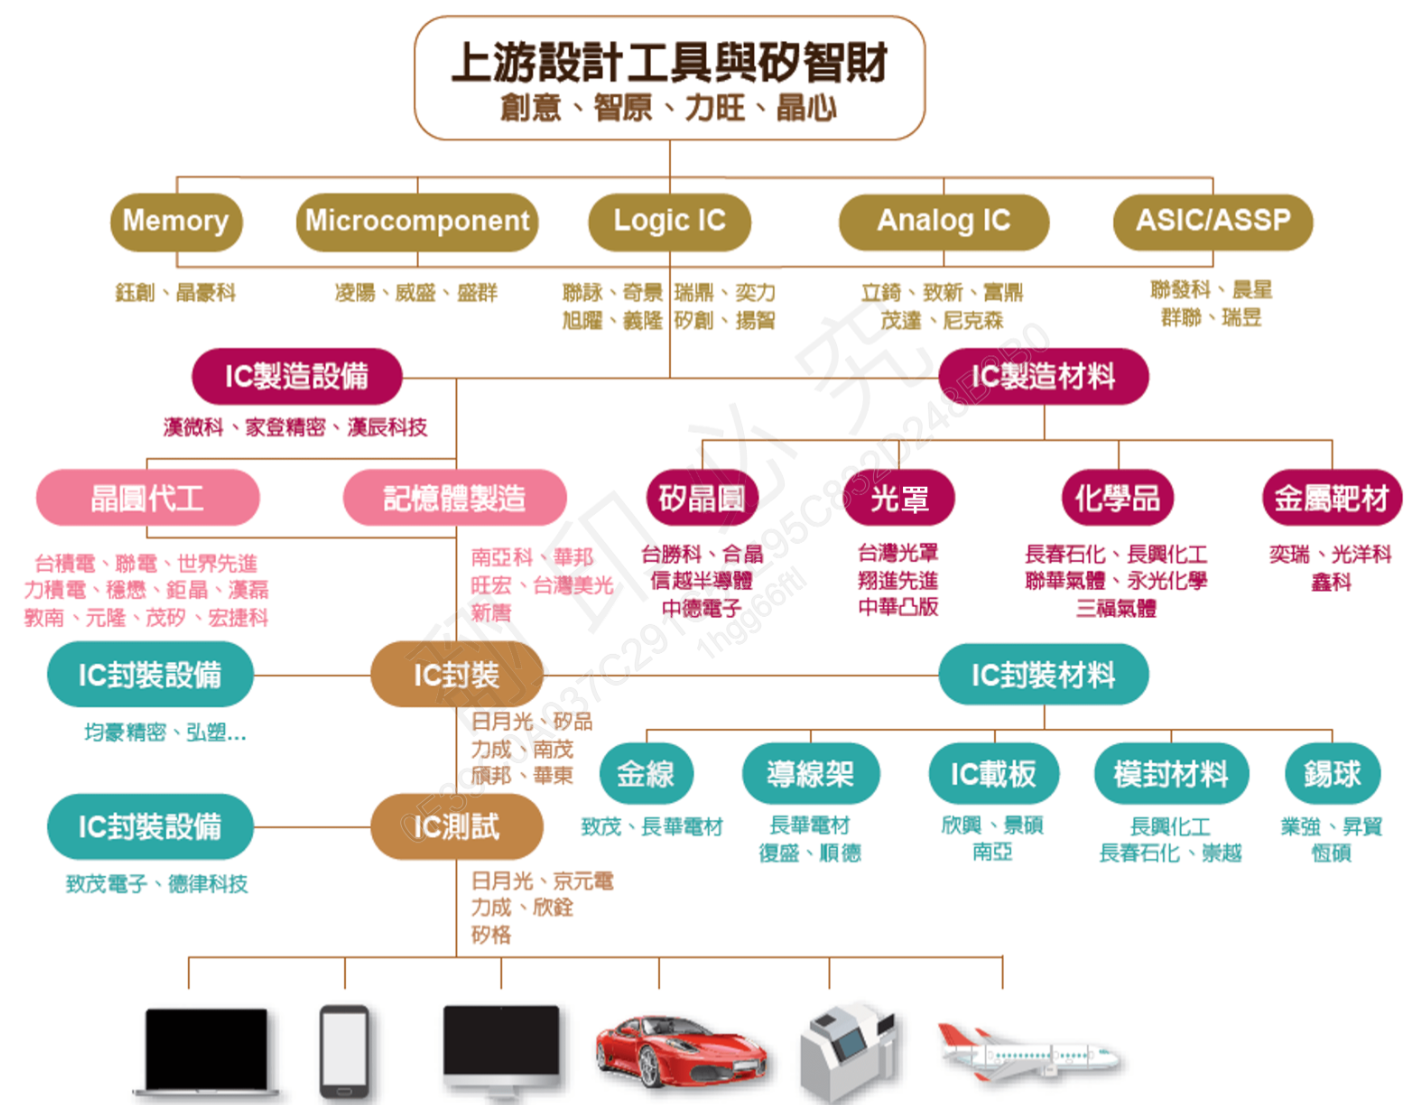 上游設計工具與矽智財
創意、智原、力旺、晶心
Memory
Microcomponent
Logic IC
Analog IC
ASIC/ASSP
鈺創、晶豪科
凌陽、威盛、盛群
聯詠、奇景
旭曜、義隆
瑞鼎、奕力
矽創、揚智
立錡、致新、富鼎
茂達、尼克森
聯發科、晨星
群聯、瑞昱
IC製造設備
漢微科、家登精密、漢辰科技
IC製造材料
晶圓代工
台積電、聯電、世界先進
力積電、穩懋、鉅晶、漢磊
敦南、元隆、茂矽、宏捷科
記憶體製造
南亞科、華邦
旺宏、台灣美光
新唐
矽晶圓
台勝科、合晶
信越半導體
中德電子
光罩
台灣光罩
翔進先進
中華凸版
化學品
長春石化、長興化工
聯華氣體、永光化學
三福氣體
金屬靶材
奕瑞、光洋科
鑫科
IC封裝設備
均豪精密、弘塑...
IC封裝
日月光、矽品
力成、南茂
頎邦、華東
IC封裝材料
金線
致茂、長華電材
導線架
長華電材
復盛、順德
IC載板
欣興、景碩
南亞
模封材料
長興化工
長春石化、崇越
錫球
業強、昇貿
恆碩
IC封裝設備
致茂電子、德律科技
IC測試
日月光、京元電
力成、欣銓
矽格
翻印必究
1hgg66ftl